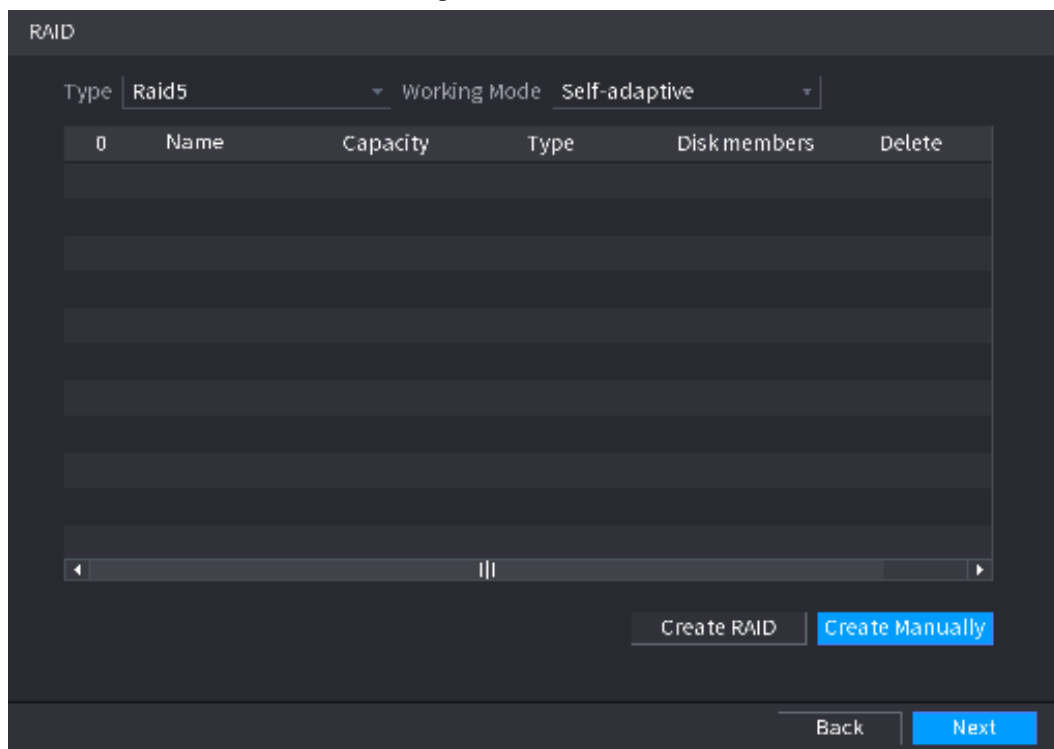 RAID
Type Raid5 Working Mode Self-adaptive
0 Name Capacity Type Disk members Delete
Create RAID Create Manually
Back Next